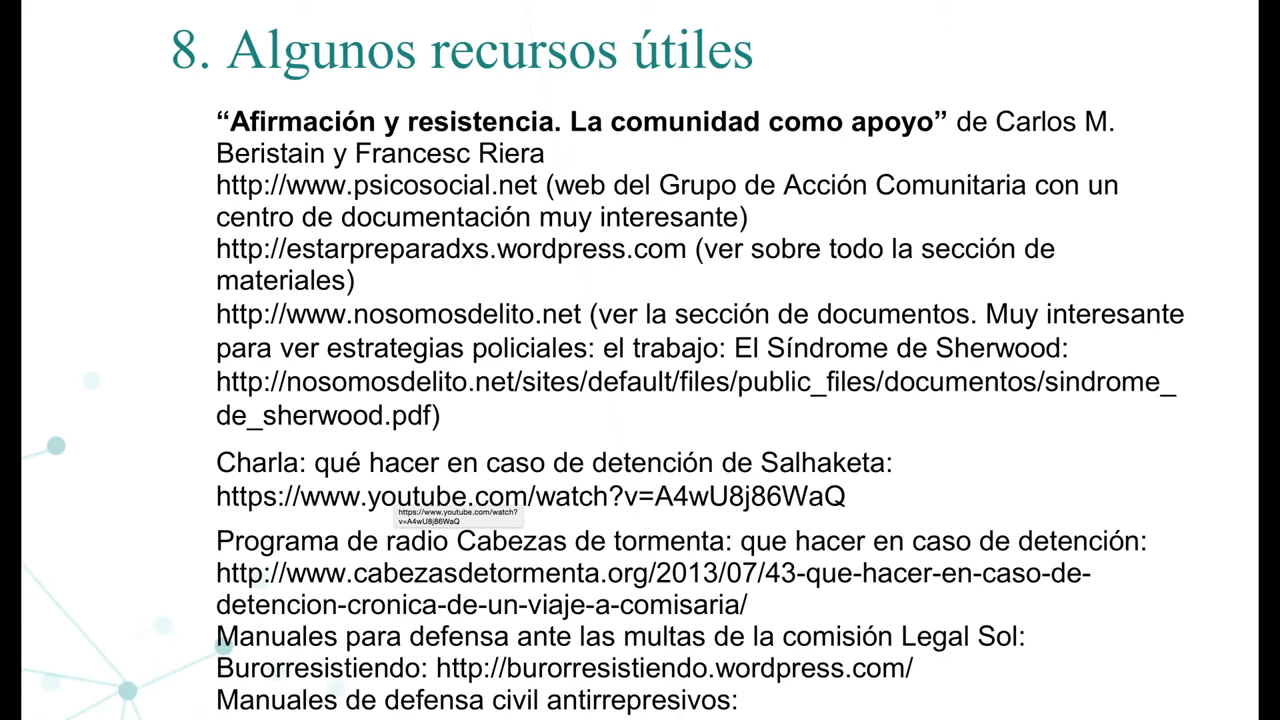 8. Algunos recursos útiles
“Afirmación y resistencia. La comunidad como apoyo” de Carlos M.
Beristain y Francesc Riera
http://www.psicosocial.net (web del Grupo de Acción Comunitaria con un
centro de documentación muy interesante)
http://estarpreparadxs.wordpress.com (ver sobre todo la sección de
materiales)
http://www.nosomosdelito.net (ver la sección de documentos. Muy interesante
para ver estrategias policiales: el trabajo: El Síndrome de Sherwood:
http://nosomosdelito.net/sites/default/files/public_files/documentos/sindrome_
de_sherwood.pdf)
Charla: qué hacer en caso de detención de Salhaketa:
https://www.youtube.com/watch?v=A4wU8j86WaQ
https://www.youtube.com/watch?
v=A4wU8j86WaQ
Programa de radio Cabezas de tormenta: que hacer en caso de detención:
http://www.cabezasdetormenta.org/2013/07/43-que-hacer-en-caso-de-
detencion-cronica-de-un-viaje-a-comisaria/
Manuales para defensa ante las multas de la comisión Legal Sol:
Burorresistiendo: http://burorresistiendo.wordpress.com/
Manuales de defensa civil antirrepresivos: